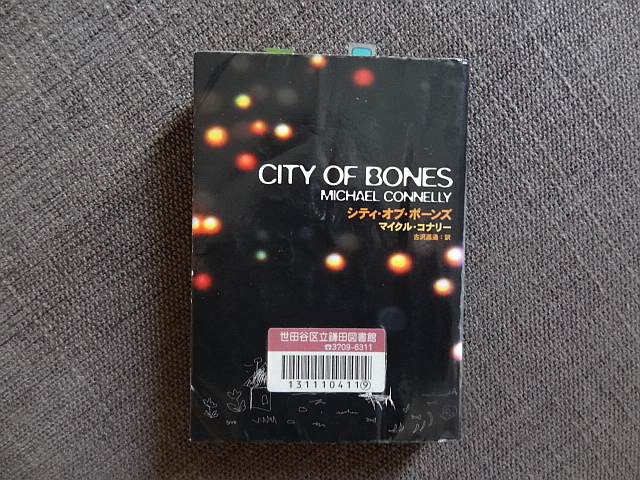 CITY OF BONES
MICHAEL CONNELLY
シティ・オブ・ボーンズ
マイクル・コナリー
古沢嘉通：訳
世田谷区立鎌田図書館
☎3709-6311
1311104119